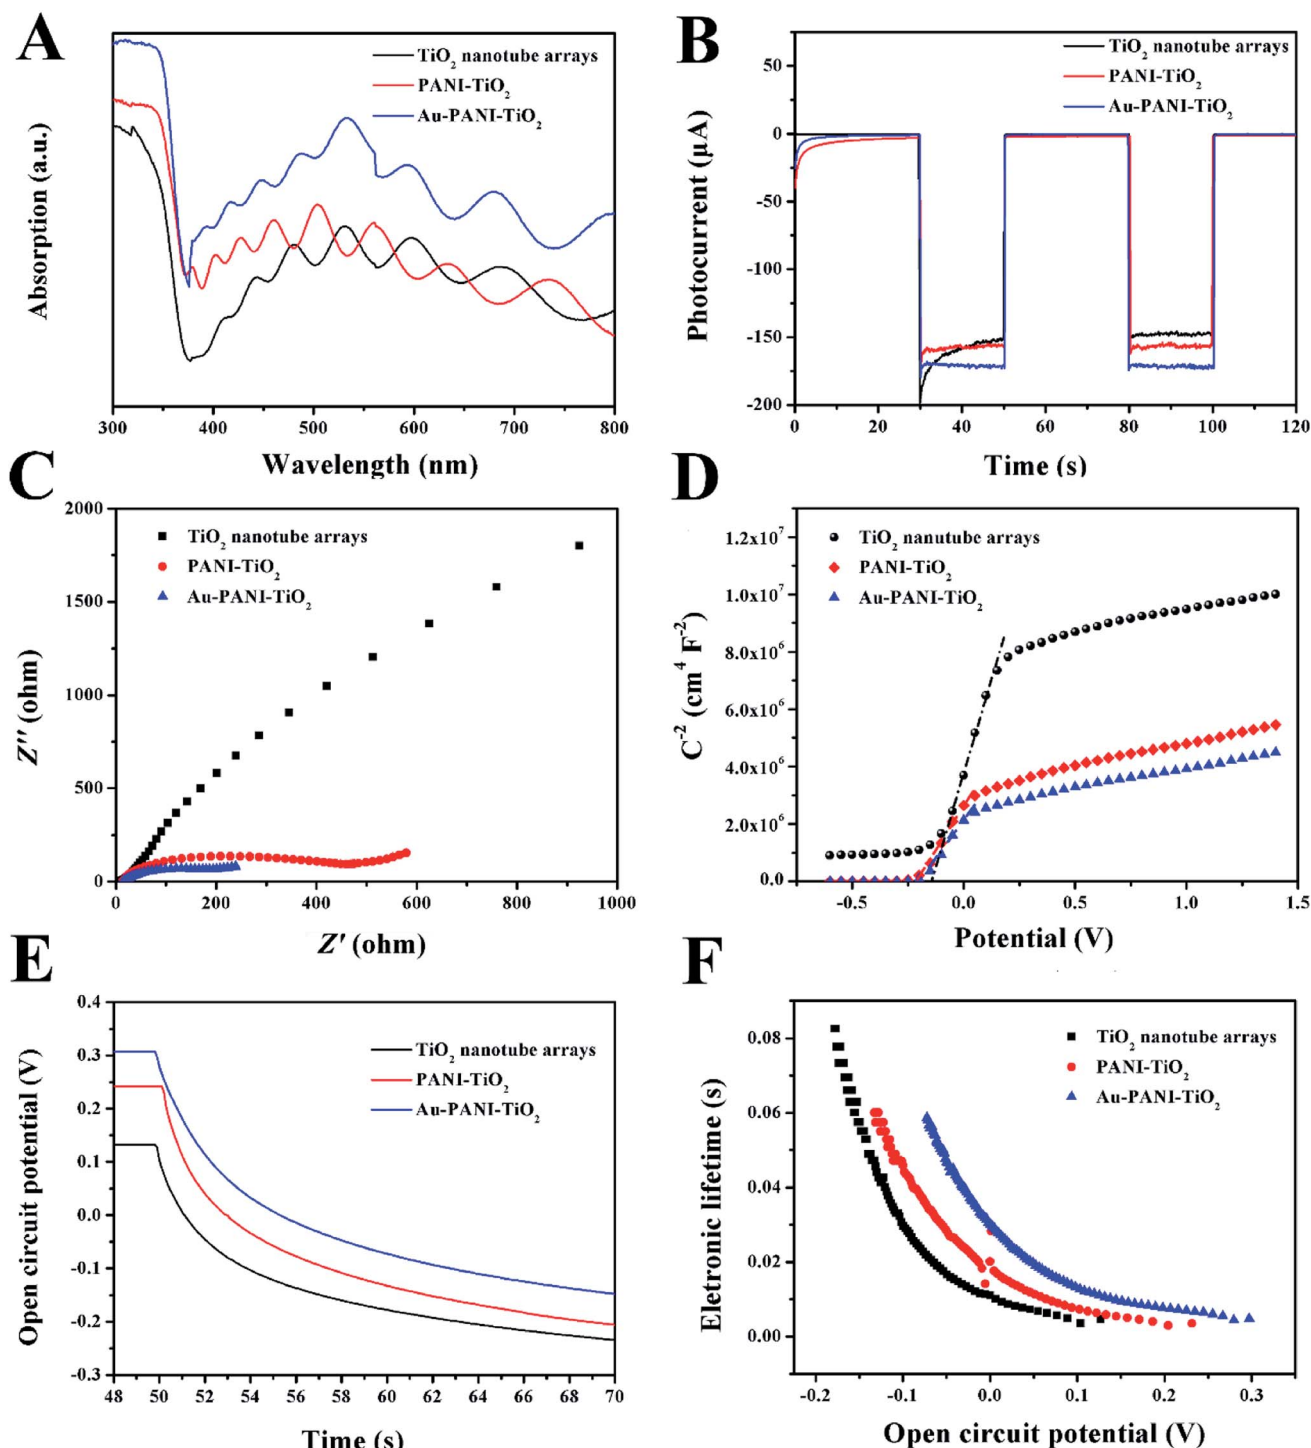 A
TiO2 nanotube arrays
PANI-TiO2
Au-PANI-TiO2
Absorption (a.u.)
300 400 500 600 700 800
Wavelength (nm)
B
TiO2 nanotube arrays
PANI-TiO2
Au-PANI-TiO2
Photocurrent (μA)
50
0
-50
-100
-150
-200
0 20 40 60 80 100 120
Time (s)
C
TiO2 nanotube arrays
PANI-TiO2
Au-PANI-TiO2
Z'' (ohm)
2000
1500
1000
500
0
0 200 400 600 800 1000
Z' (ohm)
D
TiO2 nanutube arrays
PANI-TiO2
Au-PANI-TiO2
C-2 (cm4 F-2)
1.2x10^7
1.0x10^7
8.0x10^6
6.0x10^6
4.0x10^6
2.0x10^6
0.0
-0.5 0.0 0.5 1.0 1.5
Potential (V)
E
TiO2 nanotube arrays
PANI-TiO2
Au-PANI-TiO2
Open circuit potential (V)
0.4
0.3
0.2
0.1
0.0
-0.1
-0.2
-0.3
48 50 52 54 56 58 60 62 64 66 68 70
Time (s)
F
TiO2 nanotube arrays
PANI-TiO2
Au-PANI-TiO2
Eletronic lifetime (s)
0.08
0.06
0.04
0.02
0.00
-0.2 -0.1 0.0 0.1 0.2 0.3
Open circuit potential (V)